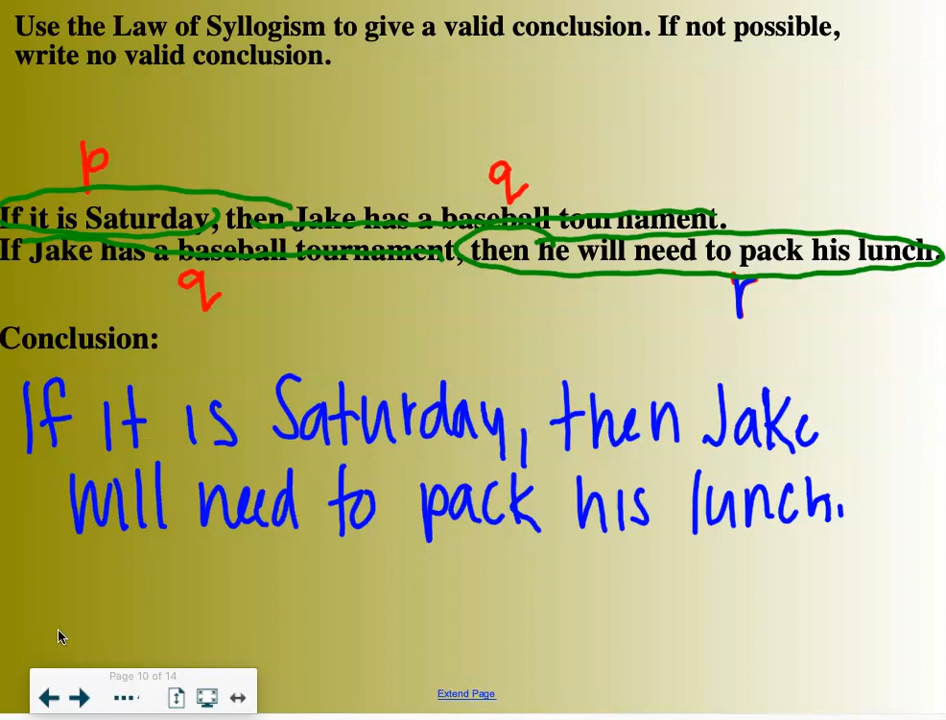 Use the Law of Syllogism to give a valid conclusion. If not possible,
write no valid conclusion.
p
q
If it is Saturday, then Jake has a baseball tournament.
If Jake has a baseball tournament, then he will need to pack his lunch.
q
r
Conclusion:
If it is Saturday, then Jake
will need to pack his lunch.
Page 10 of 14
Extend Page